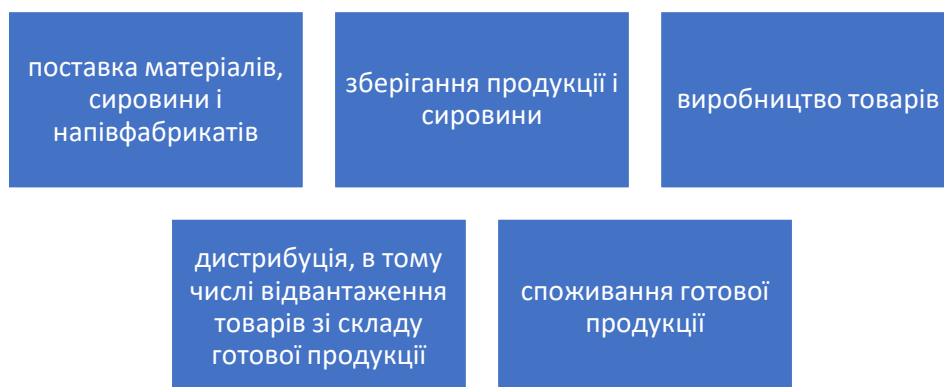 поставка матеріалів,
сировини і
напівфабрикатів
зберігання продукції і
сировини
виробництво товарів
дистрибуція, в тому
числі відвантаження
товарів зі складу
готової продукції
споживання готової
продукції